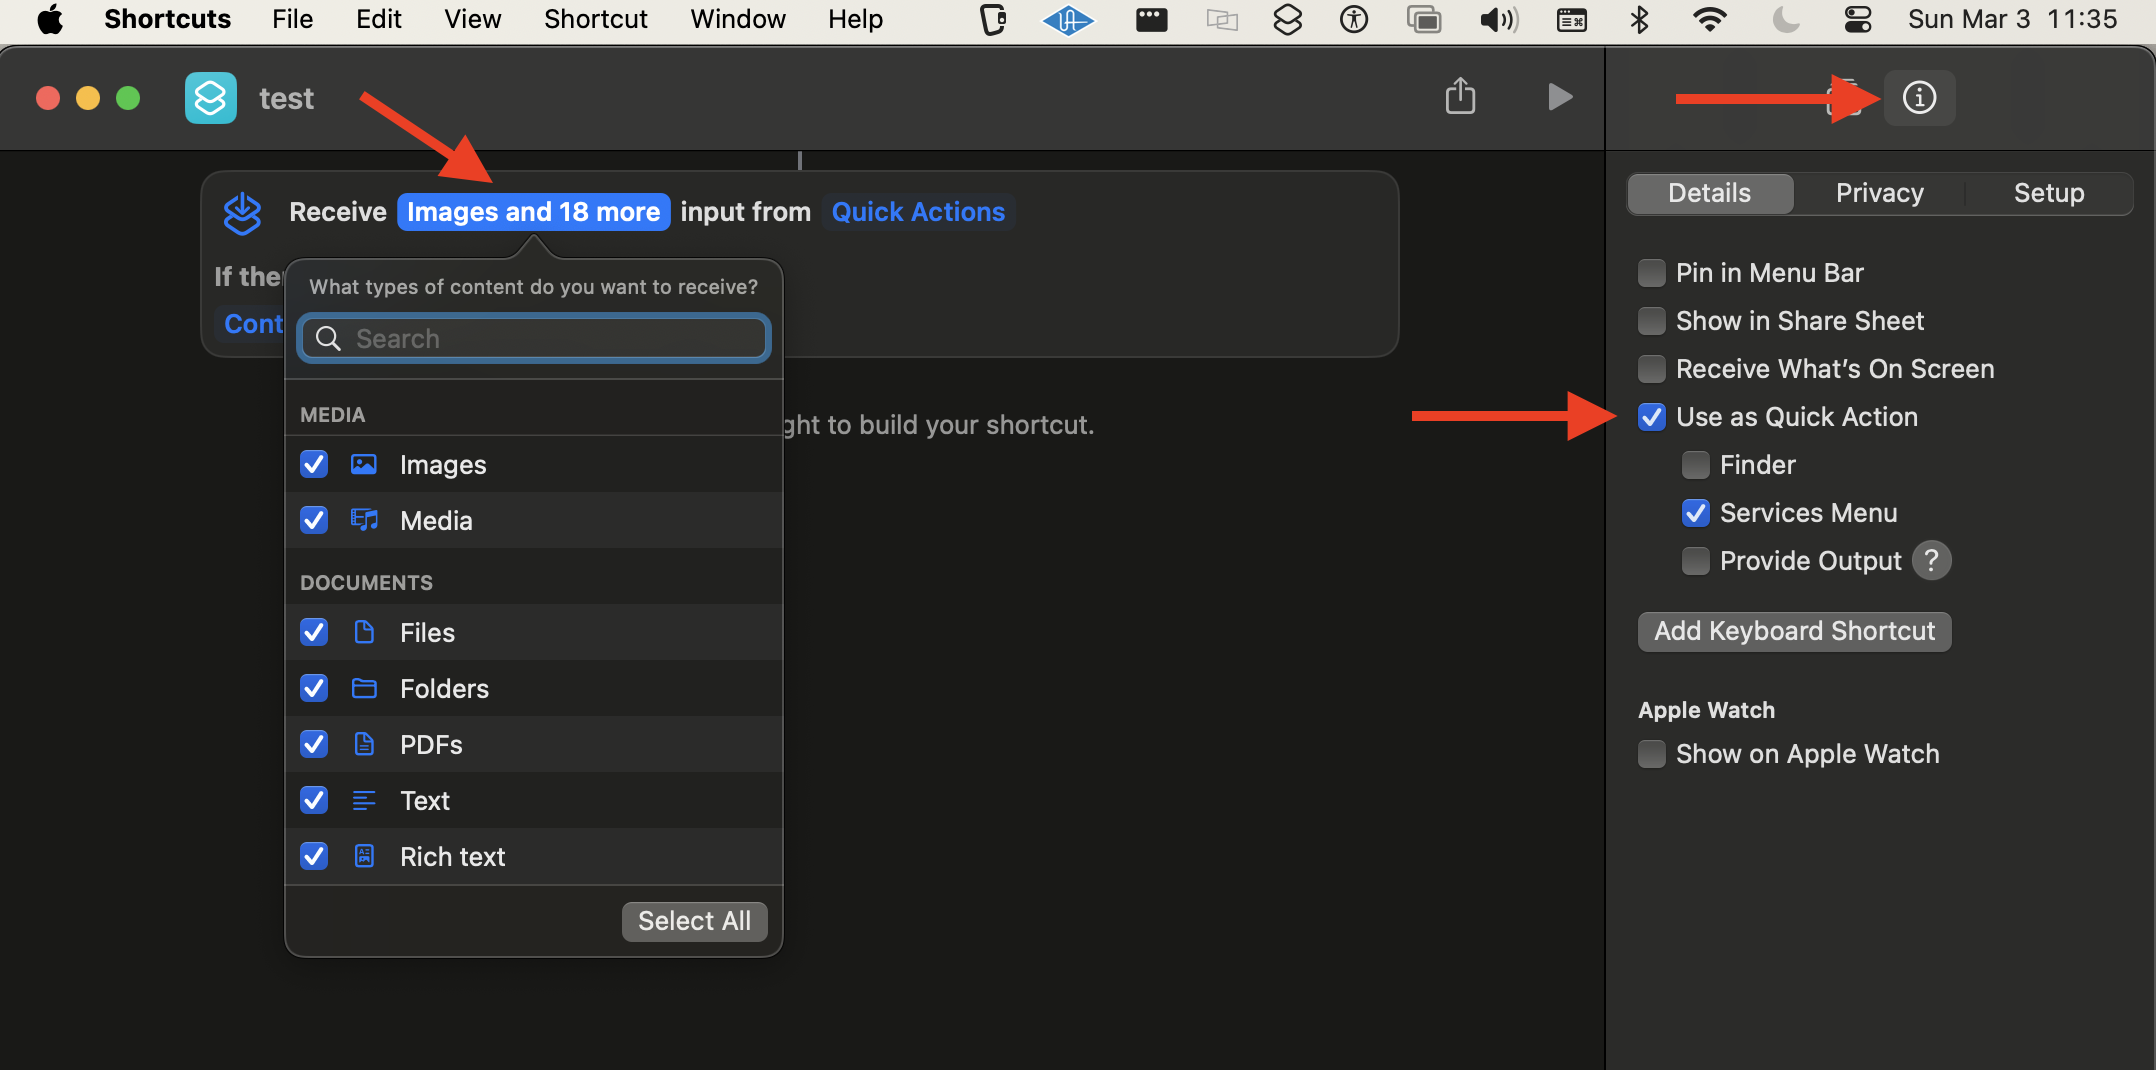 Shortcuts File Edit View Shortcut Window Help Sun Mar 3 11:35
test
Receive Images and 18 more input from Quick Actions
If the
Cont
What types of content do you want to receive?
Search
MEDIA
Images
Media
DOCUMENTS
Files
Folders
PDFs
Text
Rich text
Select All
ght to build your shortcut.
Details Privacy Setup
Pin in Menu Bar
Show in Share Sheet
Receive What's On Screen
Use as Quick Action
Finder
Services Menu
Provide Output ?
Add Keyboard Shortcut
Apple Watch
Show on Apple Watch